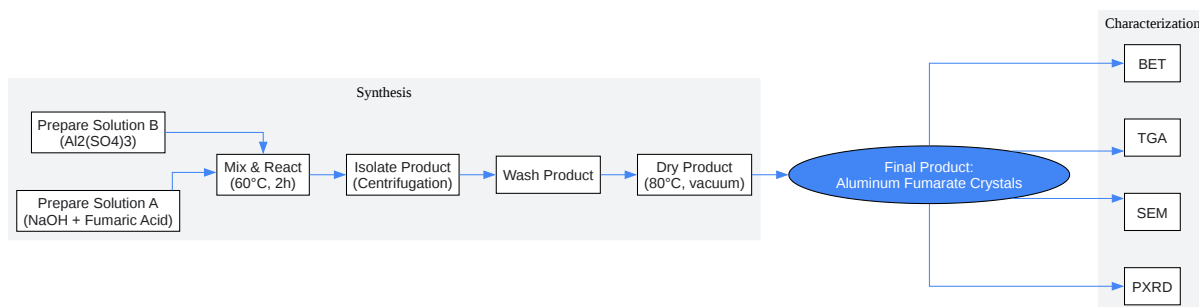 Synthesis
Prepare Solution B
(Al2(SO4)3)
Prepare Solution A
(NaOH + Fumaric Acid)
Mix & React
(60°C, 2h)
Isolate Product
(Centrifugation)
Wash Product
Dry Product
(80°C, vacuum)
Final Product:
Aluminum Fumarate Crystals
Characterization
BET
TGA
SEM
PXRD